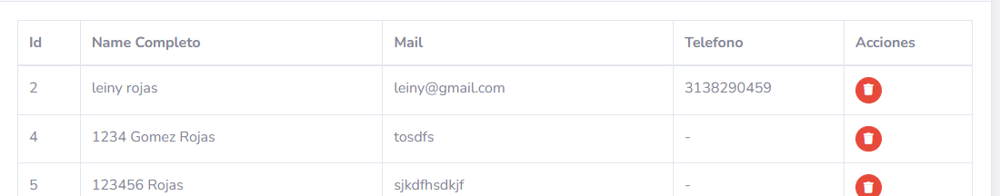 Id Name Completo Mail Telefono Acciones
2 leiny rojas leiny@gmail.com 3138290459
4 1234 Gomez Rojas tosdfs -
5 123456 Rojas sjkdfhsdkjf -